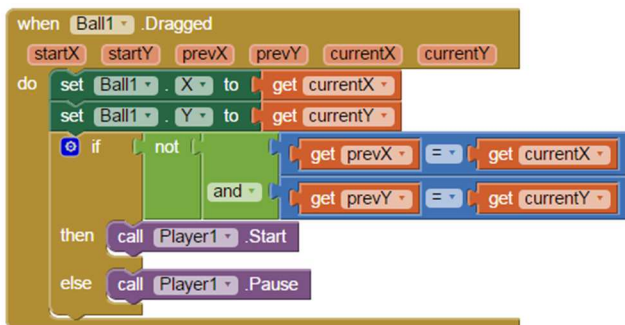 when Ball1 .Dragged
startX startY prevX prevY currentX currentY
do set Ball1 . X to get currentX
set Ball1 . Y to get currentY
if not get prevX = get currentX
and get prevY = get currentY
then call Player1 .Start
else call Player1 .Pause